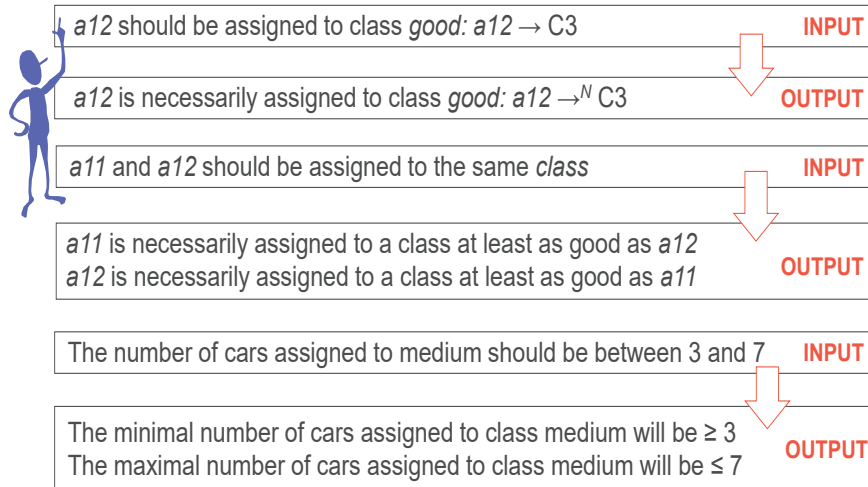 a12 should be assigned to class good: a12 → C3 INPUT
a12 is necessarily assigned to class good: a12 →ᴺ C3 OUTPUT
a11 and a12 should be assigned to the same class INPUT
a11 is necessarily assigned to a class at least as good as a12
a12 is necessarily assigned to a class at least as good as a11
OUTPUT
The number of cars assigned to medium should be between 3 and 7 INPUT
The minimal number of cars assigned to class medium will be ≥ 3
The maximal number of cars assigned to class medium will be ≤ 7
OUTPUT